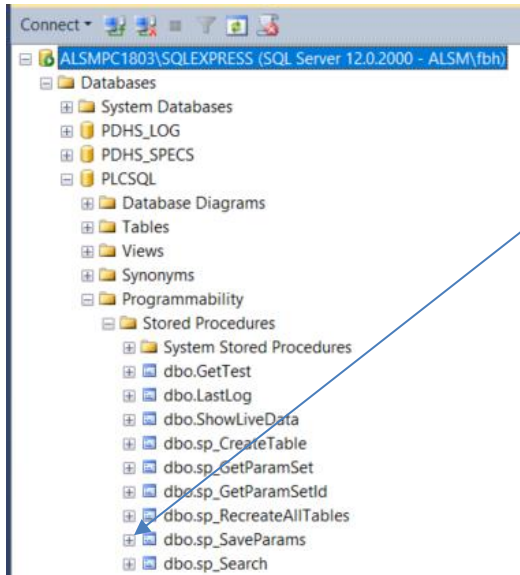 Connect
ALSMPC1803\SQLEXPRESS (SQL Server 12.0.2000 - ALSM\fbh)
Databases
System Databases
PDHS_LOG
PDHS_SPECS
PLCSQL
Database Diagrams
Tables
Views
Synonyms
Programmability
Stored Procedures
System Stored Procedures
dbo.GetTest
dbo.LastLog
dbo.ShowLiveData
dbo.sp_CreateTable
dbo.sp_GetParamSet
dbo.sp_GetParamSetId
dbo.sp_RecreateAllTables
dbo.sp_SaveParams
dbo.sp_Search